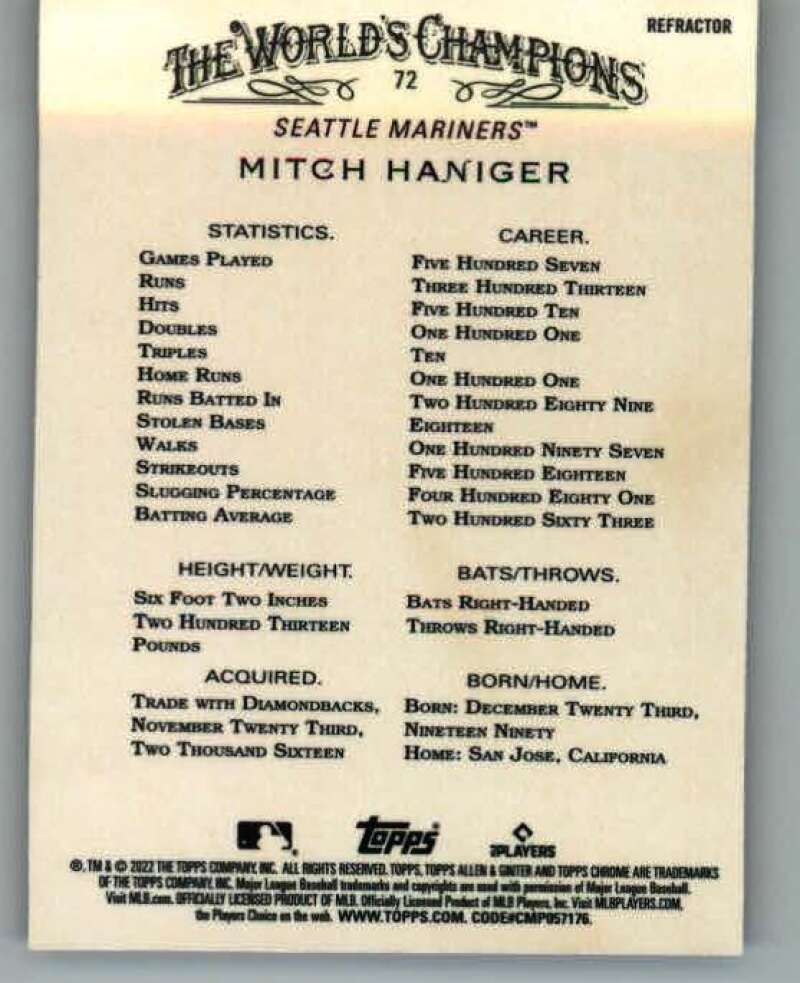 REFRACTOR
THE WORLD'S CHAMPIONS
72
SEATTLE MARINERS™
MITCH HANIGER
STATISTICS. CAREER.
GAMES PLAYED FIVE HUNDRED SEVEN
RUNS THREE HUNDRED THIRTEEN
HITS FIVE HUNDRED TEN
DOUBLES ONE HUNDRED ONE
TRIPLES TEN
HOME RUNS ONE HUNDRED ONE
RUNS BATTED IN TWO HUNDRED EIGHTY NINE
STOLEN BASES EIGHTEEN
WALKS ONE HUNDRED NINETY SEVEN
STRIKEOUTS FIVE HUNDRED EIGHTEEN
SLUGGING PERCENTAGE FOUR HUNDRED EIGHTY ONE
BATTING AVERAGE TWO HUNDRED SIXTY THREE
HEIGHT/WEIGHT.
SIX FOOT TWO INCHES
TWO HUNDRED THIRTEEN
POUNDS
BATS/THROWS.
BATS RIGHT-HANDED
THROWS RIGHT-HANDED
ACQUIRED.
TRADE WITH DIAMONDBACKS,
NOVEMBER TWENTY THIRD,
TWO THOUSAND SIXTEEN
BORN/HOME.
BORN: DECEMBER TWENTY THIRD,
NINETEEN NINETY
HOME: SAN JOSE, CALIFORNIA
Topps
PLAYERS
®, TM & © 2022 THE TOPPS COMPANY, INC. ALL RIGHTS RESERVED. TOPPS, TOPPS ALLEN & GINTER AND TOPPS CHROME ARE TRADEMARKS
OF THE TOPPS COMPANY, INC. Major League Baseball trademarks and copyrights are used with permission of Major League Baseball.
Visit MLB.com. OFFICIALLY LICENSED PRODUCT OF MLB. Officially Licensed Product of MLB Players, Inc. Visit MLBPLAYERS.COM,
the Players Choice on the web. WWW.TOPPS.COM. CODE#CMP057176.